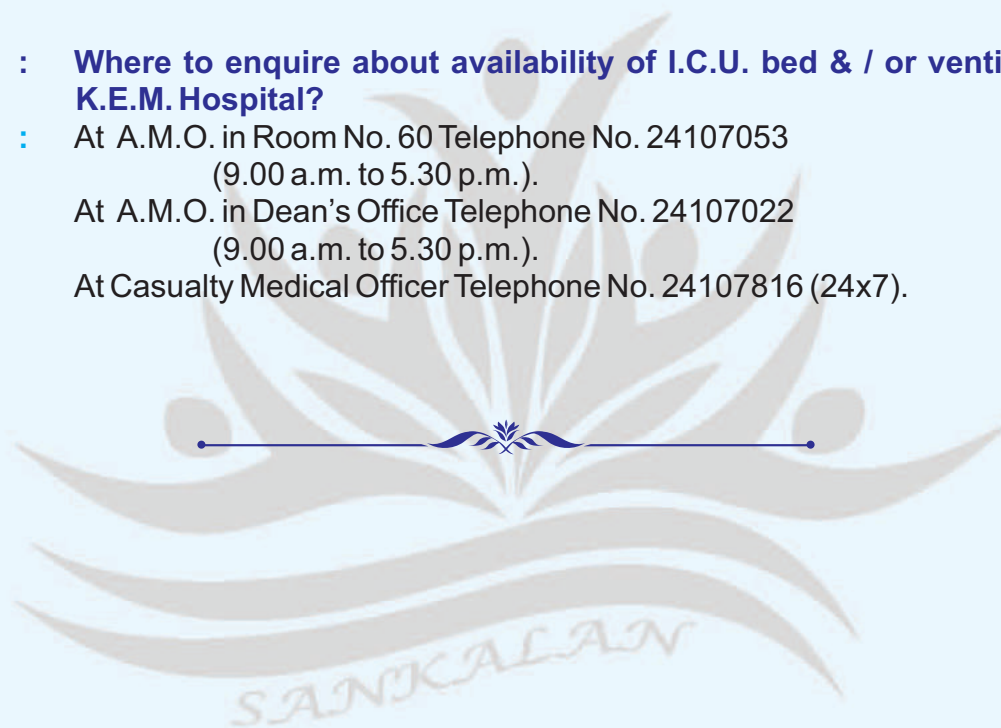 : Where to enquire about availability of I.C.U. bed & / or venti
K.E.M. Hospital?
: At A.M.O. in Room No. 60 Telephone No. 24107053
(9.00 a.m. to 5.30 p.m.).
At A.M.O. in Dean's Office Telephone No. 24107022
(9.00 a.m. to 5.30 p.m.).
At Casualty Medical Officer Telephone No. 24107816 (24x7).
SANKALAN